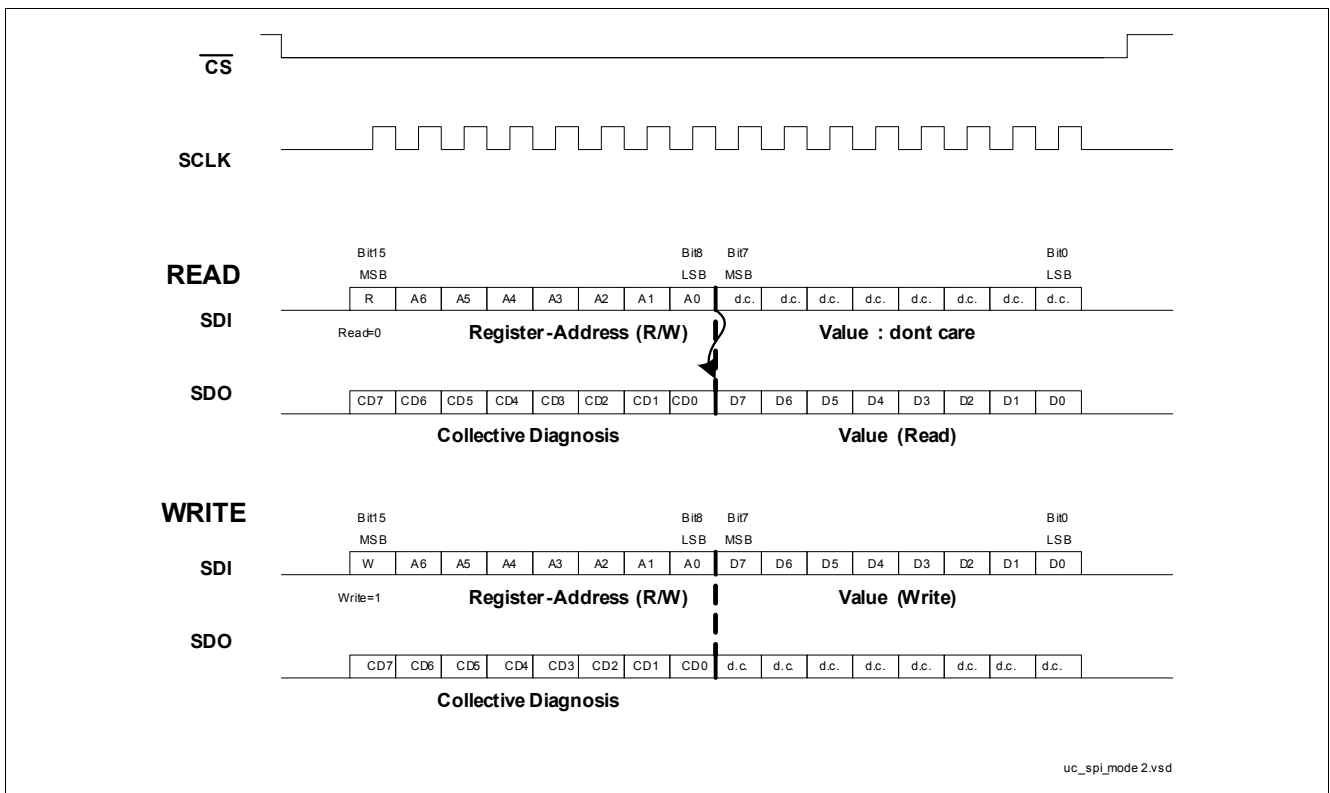 CS
SCLK
Bit15 Bit8 Bit7 Bit0
READ MSB LSB MSB LSB
R A6 A5 A4 A3 A2 A1 A0 d.c. d.c. d.c. d.c. d.c. d.c. d.c. d.c.
SDI
Read=0 Register-Address (R/W) Value : dont care
SDO
CD7 CD6 CD5 CD4 CD3 CD2 CD1 CD0 D7 D6 D5 D4 D3 D2 D1 D0
Collective Diagnosis Value (Read)
WRITE Bit15 Bit8 Bit7 Bit0
MSB LSB MSB LSB
SDI W A6 A5 A4 A3 A2 A1 A0 D7 D6 D5 D4 D3 D2 D1 D0
Write=1 Register-Address (R/W) Value (Write)
SDO
CD7 CD6 CD5 CD4 CD3 CD2 CD1 CD0 d.c. d.c. d.c. d.c. d.c. d.c. d.c. d.c.
Collective Diagnosis
uc_spi_mode 2.vsd